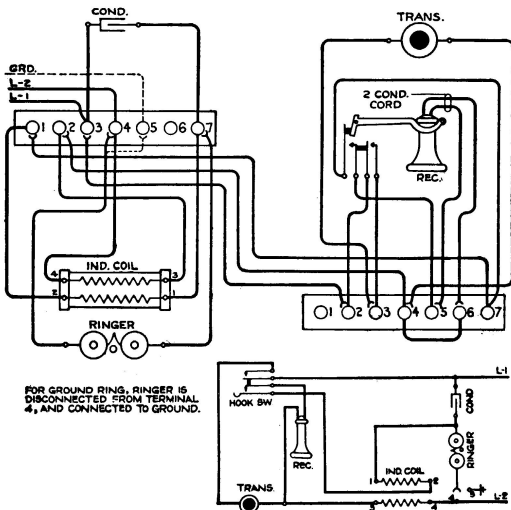 COND.
TRANS.
GRD.
L-2
L-1
2 COND.
CORD
1 2 3 4 5 6 7
REC.
IND. COIL
4 3
2 1
RINGER
1 2 3 4 5 6 7
FOR GROUND RING, RINGER IS
DISCONNECTED FROM TERMINAL
4, AND CONNECTED TO GROUND.
L-1
HOOK SW
COND
REC.
RINGER
IND. COIL
1 2
TRANS.
3 4
4 5
L-2